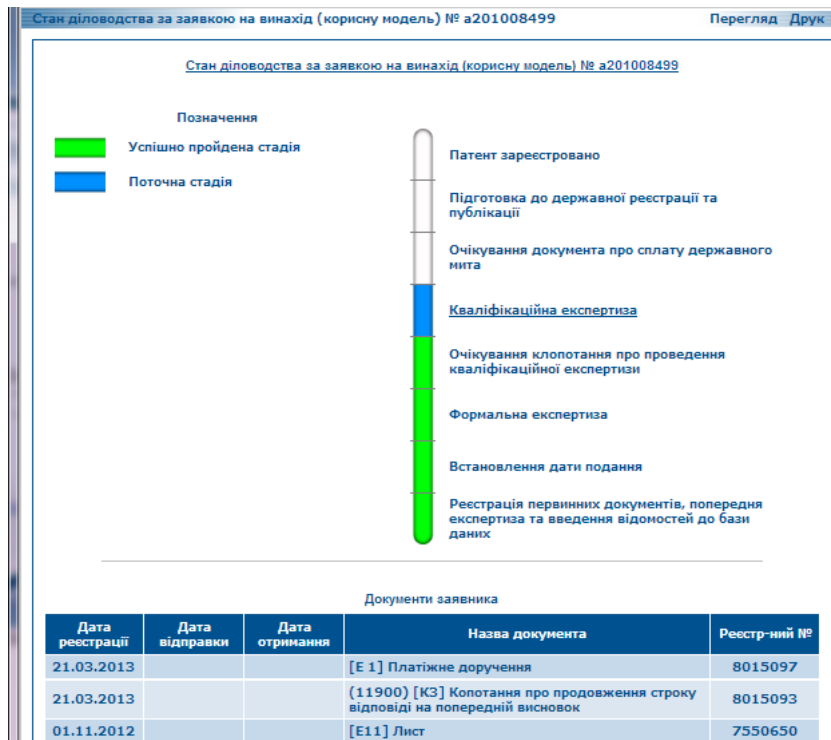 Стан діловодства за заявкою на винахід (корисну модель) № a201008499
Перегляд Друк
Стан діловодства за заявкою на винахід (корисну модель) № a201008499
Позначення
Успішно пройдена стадія
Поточна стадія
Патент зареєстровано
Підготовка до державної реєстрації та
публікації
Очікування документа про сплату державного
мита
Кваліфікаційна експертиза
Очікування клопотання про проведення
кваліфікаційної експертизи
Формальна експертиза
Встановлення дати подання
Реєстрація первинних документів, попередня
експертиза та введення відомостей до бази
даних
Документи заявника
Дата реєстрації Дата відправки Дата отримання Назва документа Реєстр-ний №
21.03.2013 [Е 1] Платіжне доручення 8015097
21.03.2013 (11900) [К3] Копотання про продовження строку
відповіді на попередній висновок 8015093
01.11.2012 [Е11] Лист 7550650